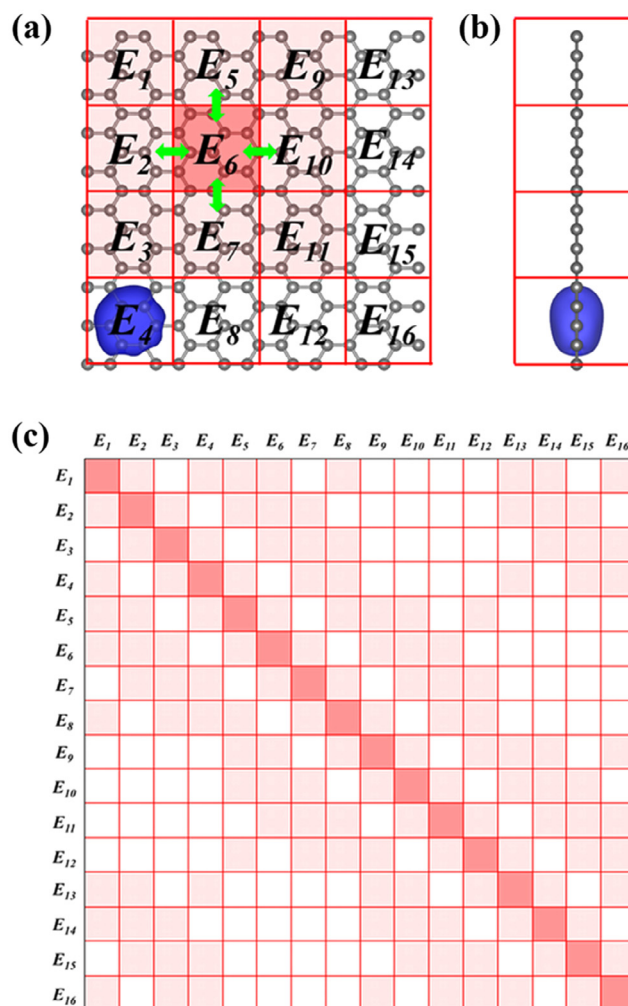 (a)
(b)
E1 E5 E9 E13
E2 E6 E10 E14
E3 E7 E11 E15
E4 E8 E12 E16
(c)
E1 E2 E3 E4 E5 E6 E7 E8 E9 E10 E11 E12 E13 E14 E15 E16
E1
E2
E3
E4
E5
E6
E7
E8
E9
E10
E11
E12
E13
E14
E15
E16